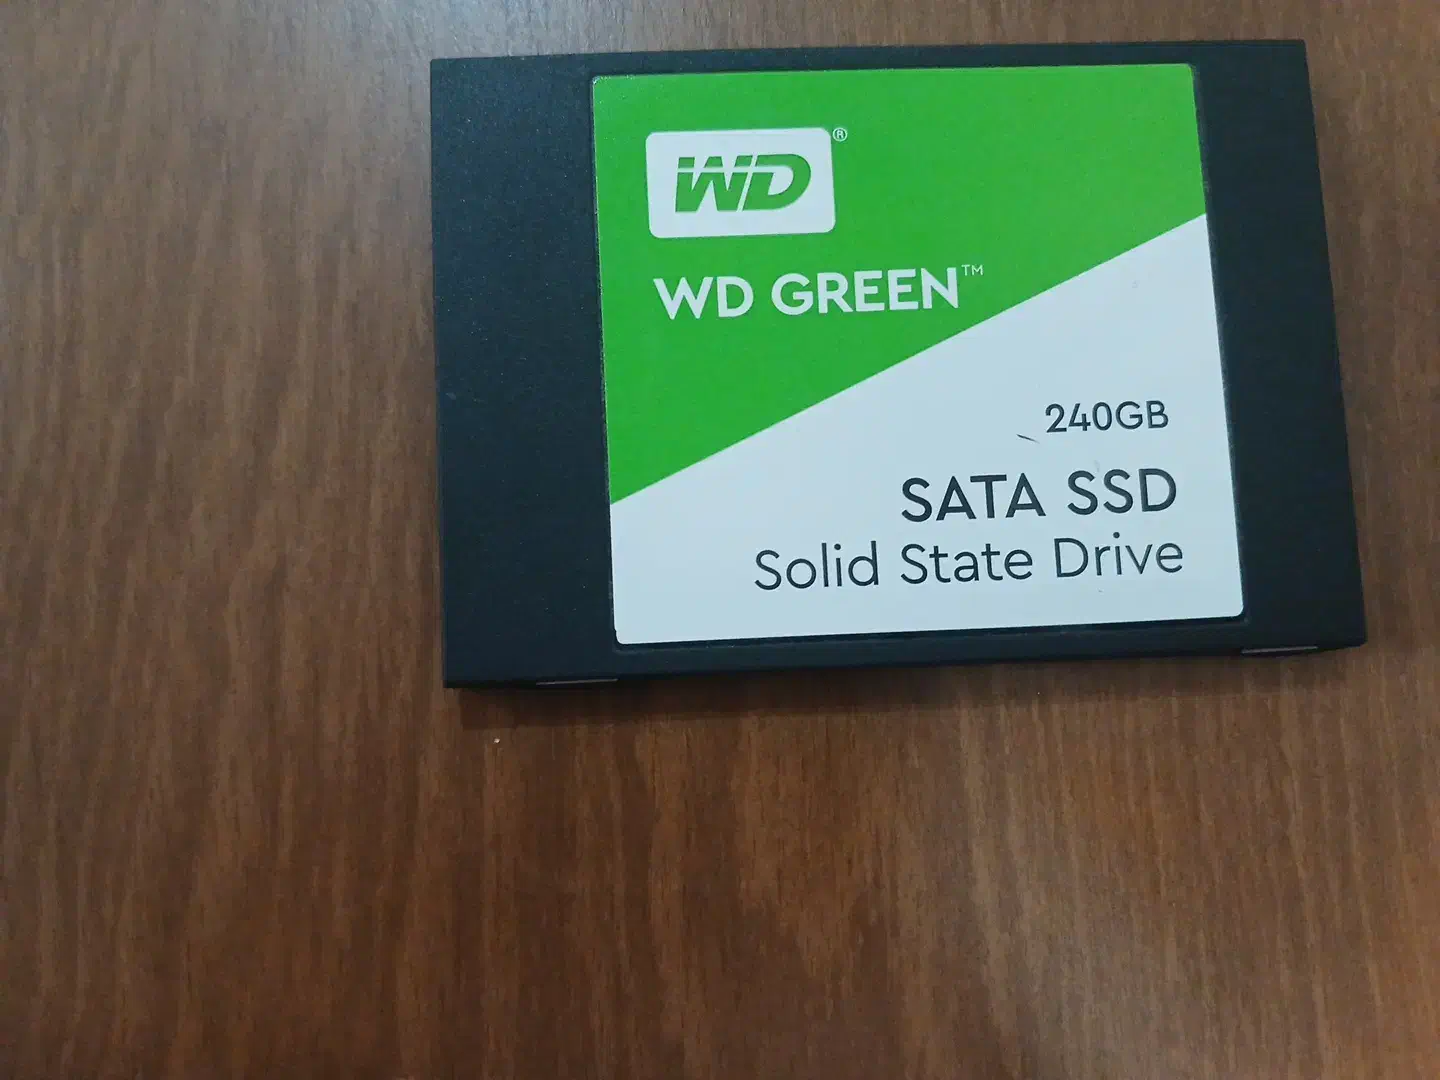 WD®
WD GREEN™
240GB
SATA SSD
Solid State Drive